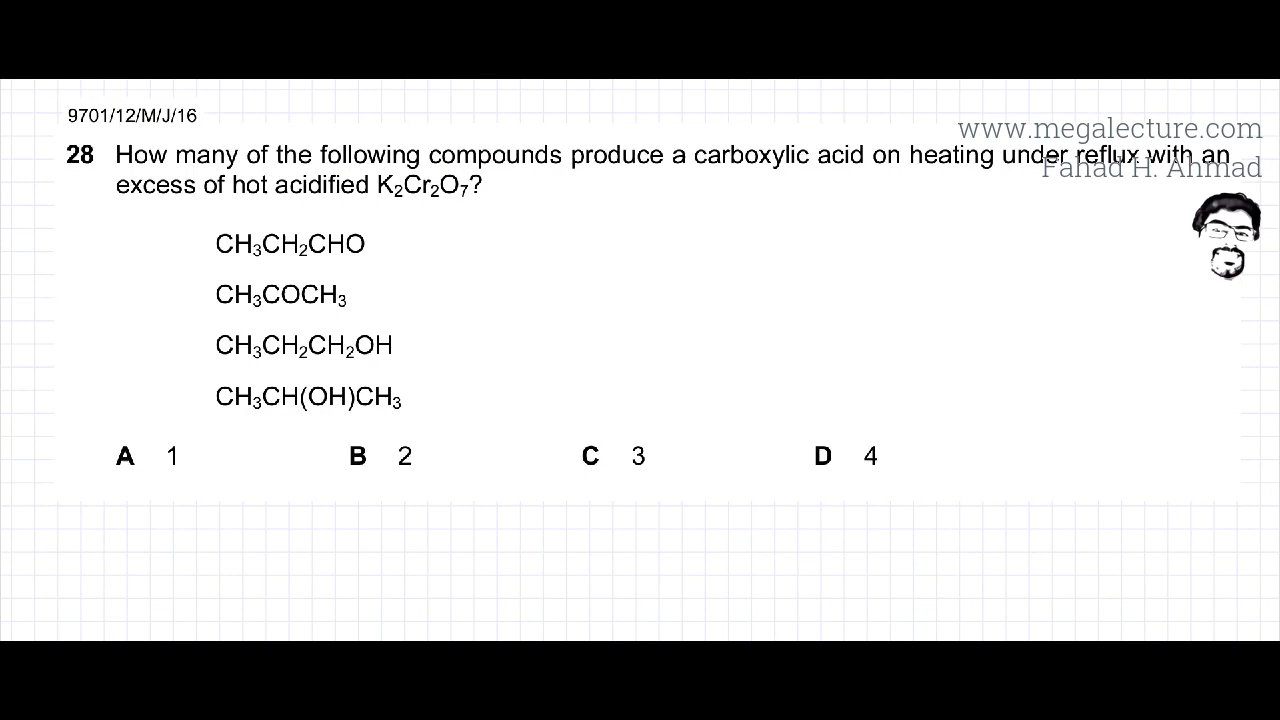 9701/12/M/J/16
www.megalecture.com
28 How many of the following compounds produce a carboxylic acid on heating under reflux with an
Fahad H. Ahmad
excess of hot acidified K₂Cr₂O₇?
CH₃CH₂CHO
CH₃COCH₃
CH₃CH₂CH₂OH
CH₃CH(OH)CH₃
A 1 B 2 C 3 D 4